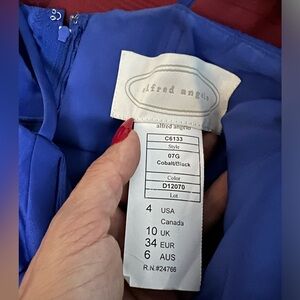 alfred angelo
alfred angelo
C6133
Style
07G
Cobalt/Black
Color
D12070
Lot
4 USA
Canada
10 UK
34 EUR
6 AUS
R.N.#24766